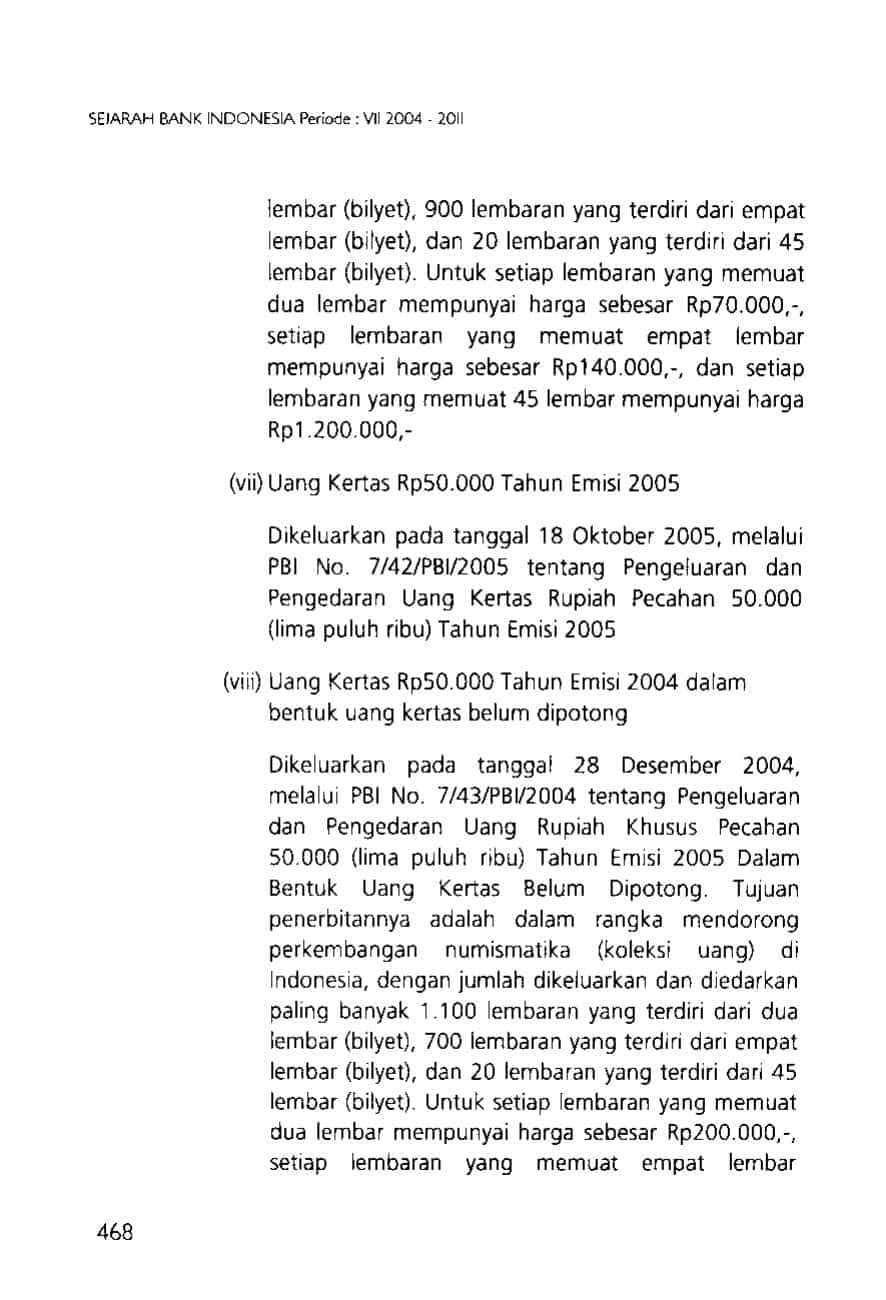 SEJARAH BANK INDONESIA Periode : VII 2004 - 2011
lembar (bilyet), 900 lembaran yang terdiri dari empat
lembar (bilyet), dan 20 lembaran yang terdiri dari 45
lembar (bilyet). Untuk setiap lembaran yang memuat
dua lembar mempunyai harga sebesar Rp70.000,-,
setiap lembaran yang memuat empat lembar
mempunyai harga sebesar Rp140.000,-, dan setiap
lembaran yang memuat 45 lembar mempunyai harga
Rp1.200.000,-
(vii) Uang Kertas Rp50.000 Tahun Emisi 2005
Dikeluarkan pada tanggal 18 Oktober 2005, melalui
PBI No. 7/42/PBI/2005 tentang Pengeluaran dan
Pengedaran Uang Kertas Rupiah Pecahan 50.000
(lima puluh ribu) Tahun Emisi 2005
(viii) Uang Kertas Rp50.000 Tahun Emisi 2004 dalam
bentuk uang kertas belum dipotong
Dikeluarkan pada tanggal 28 Desember 2004,
melalui PBI No. 7/43/PBI/2004 tentang Pengeluaran
dan Pengedaran Uang Rupiah Khusus Pecahan
50.000 (lima puluh ribu) Tahun Emisi 2005 Dalam
Bentuk Uang Kertas Belum Dipotong. Tujuan
penerbitannya adalah dalam rangka mendorong
perkembangan numismatika (koleksi uang) di
Indonesia, dengan jumlah dikeluarkan dan diedarkan
paling banyak 1.100 lembaran yang terdiri dari dua
lembar (bilyet), 700 lembaran yang terdiri dari empat
lembar (bilyet), dan 20 lembaran yang terdiri dari 45
lembar (bilyet). Untuk setiap lembaran yang memuat
dua lembar mempunyai harga sebesar Rp200.000,-,
setiap lembaran yang memuat empat lembar
468